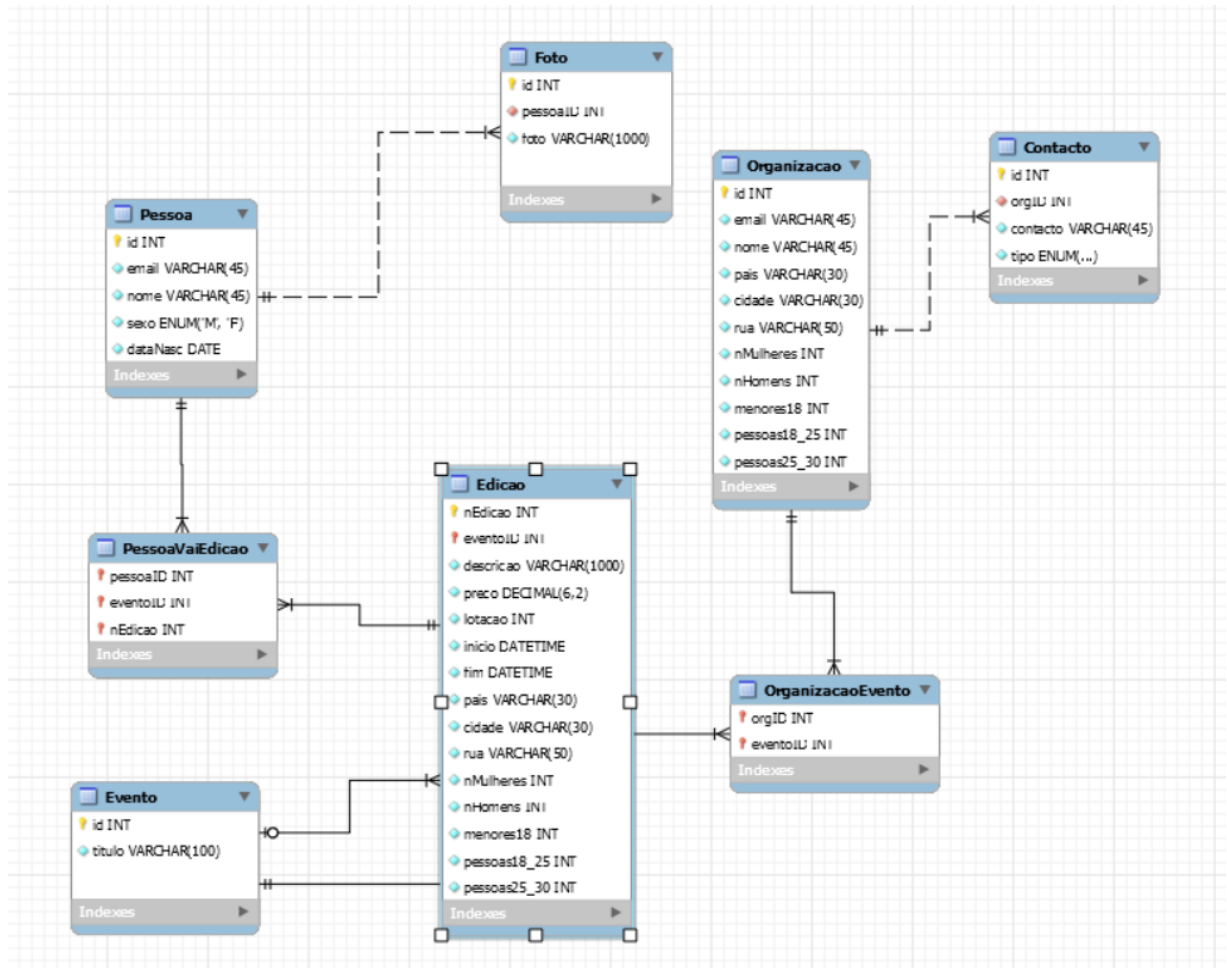 Foto
id INT
pessoaID INT
foto VARCHAR(1000)
Indexes
Organizacao
id INT
email VARCHAR(45)
nome VARCHAR(45)
pais VARCHAR(30)
cidade VARCHAR(30)
rua VARCHAR(50)
nMulheres INT
nHomens INT
menores18 INT
pessoas18_25 INT
pessoas25_30 INT
Indexes
Contacto
id INT
orgID INT
contacto VARCHAR(45)
tipo ENUM(...)
Indexes
Pessoa
id INT
email VARCHAR(45)
nome VARCHAR(45)
sexo ENUM('M', 'F')
dataNasc DATE
Indexes
Edicao
nEdicao INT
eventoID INT
descricao VARCHAR(1000)
preco DECIMAL(6,2)
lotacao INT
inicio DATETIME
fim DATETIME
pais VARCHAR(30)
cidade VARCHAR(30)
rua VARCHAR(50)
nMulheres INT
nHomens INT
menores18 INT
pessoas18_25 INT
pessoas25_30 INT
Indexes
PessoaVaiEdicao
pessoaID INT
eventoID INT
nEdicao INT
Indexes
OrganizacaoEvento
orgID INT
eventoID INT
Indexes
Evento
id INT
titulo VARCHAR(100)
Indexes